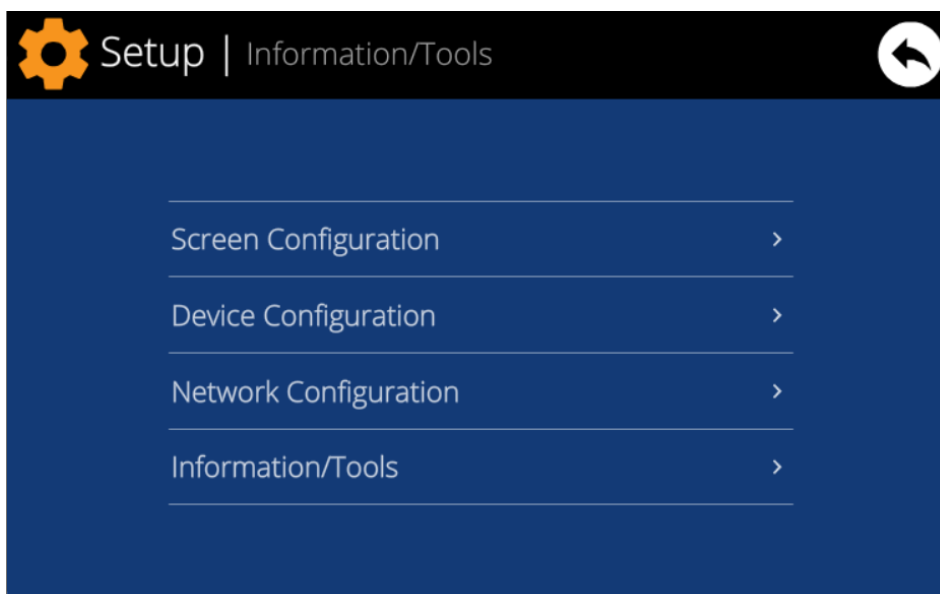 Setup | Information/Tools
Screen Configuration
Device Configuration
Network Configuration
Information/Tools